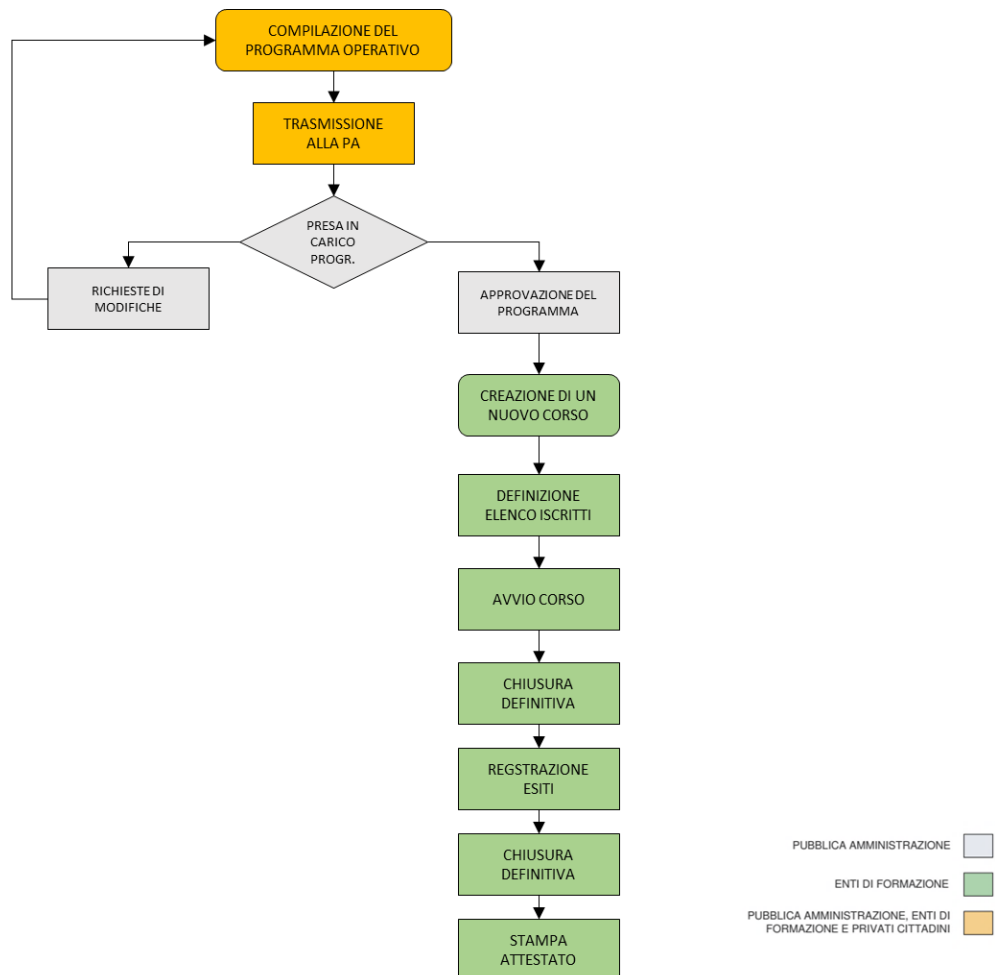 COMPILAZIONE DEL
PROGRAMMA OPERATIVO
TRASMISSIONE
ALLA PA
PRESA IN
CARICO
PROGR.
RICHIESTE DI
MODIFICHE
APPROVAZIONE DEL
PROGRAMMA
CREAZIONE DI UN
NUOVO CORSO
DEFINIZIONE
ELENCO ISCRITTI
AVVIO CORSO
CHIUSURA
DEFINITIVA
REGSTRAZIONE
ESITI
CHIUSURA
DEFINITIVA
STAMPA
ATTESTATO
PUBBLICA AMMINISTRAZIONE
ENTI DI FORMAZIONE
PUBBLICA AMMINISTRAZIONE, ENTI DI
FORMAZIONE E PRIVATI CITTADINI